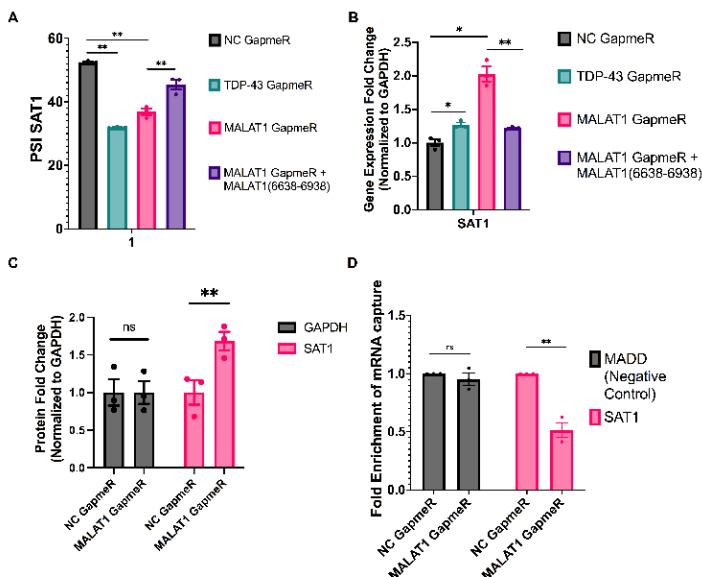 A
PSI SAT1
60
40
20
0
**
**
**
1
NC GapmeR
TDP-43 GapmeR
MALAT1 GapmeR
MALAT1 GapmeR +
MALAT1(6638-6938)
B
Gene Expression Fold Change
(Normalized to GAPDH)
2.5
2.0
1.5
1.0
0.5
0.0
*
*
**
SAT1
NC GapmeR
TDP-43 GapmeR
MALAT1 GapmeR
MALAT1 GapmeR +
MALAT1(6638-6938)
C
Protein Fold Change
(Normalized to GAPDH)
2.0
1.5
1.0
0.5
0.0
ns
**
NC GapmeR
MALAT1 GapmeR
NC GapmeR
MALAT1 GapmeR
GAPDH
SAT1
D
Fold Enrichment of mRNA capture
1.5
1.0
0.5
0.0
ns
**
NC GapmeR
MALAT1 GapmeR
NC GapmeR
MALAT1 GapmeR
MADD
(Negative
Control)
SAT1